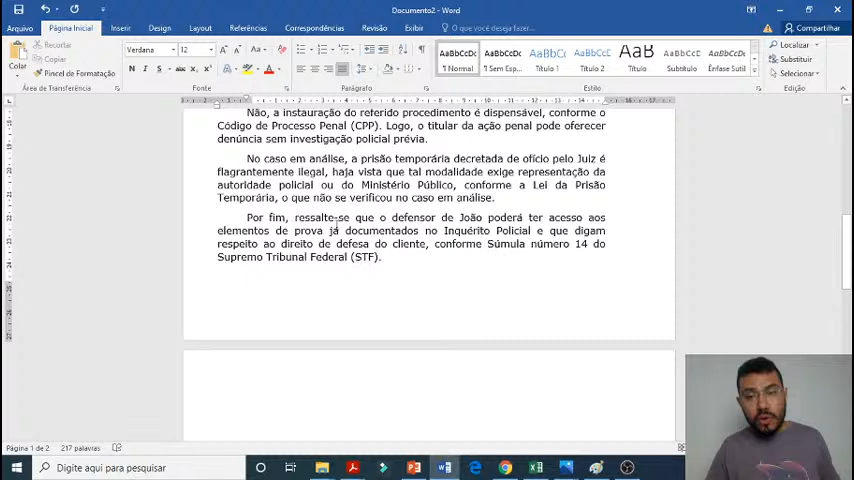 Documento2 - Word
Arquivo Página Inicial Inserir Design Layout Referências Correspondências Revisão Exibir O que você deseja fazer... Compartilhar
Colar
Recortar
Copiar
Pincel de Formatação
Área de Transferência
Verdana 12
N I S abc x₂ x² A A
Fonte
Parágrafo
AaBbCcDc AaBbCcDc AaBbCc AaBbCcD AaB AaBbCcD AaBbCcDc
¶ Normal ¶ Sem Esp... Título 1 Título 2 Título Subtítulo Ênfase Sutil
Estilo
Localizar
Substituir
Selecionar
Edição
Não, a instauração do referido procedimento é dispensável, conforme o
Código de Processo Penal (CPP). Logo, o titular da ação penal pode oferecer
denúncia sem investigação policial prévia.
No caso em análise, a prisão temporária decretada de ofício pelo Juiz é
flagrantemente ilegal, haja vista que tal modalidade exige representação da
autoridade policial ou do Ministério Público, conforme a Lei da Prisão
Temporária, o que não se verificou no caso em análise.
Por fim, ressalte-se que o defensor de João poderá ter acesso aos
elementos de prova já documentados no Inquérito Policial e que digam
respeito ao direito de defesa do cliente, conforme Súmula número 14 do
Supremo Tribunal Federal (STF).
Página 1 de 2 217 palavras
Digite aqui para pesquisar